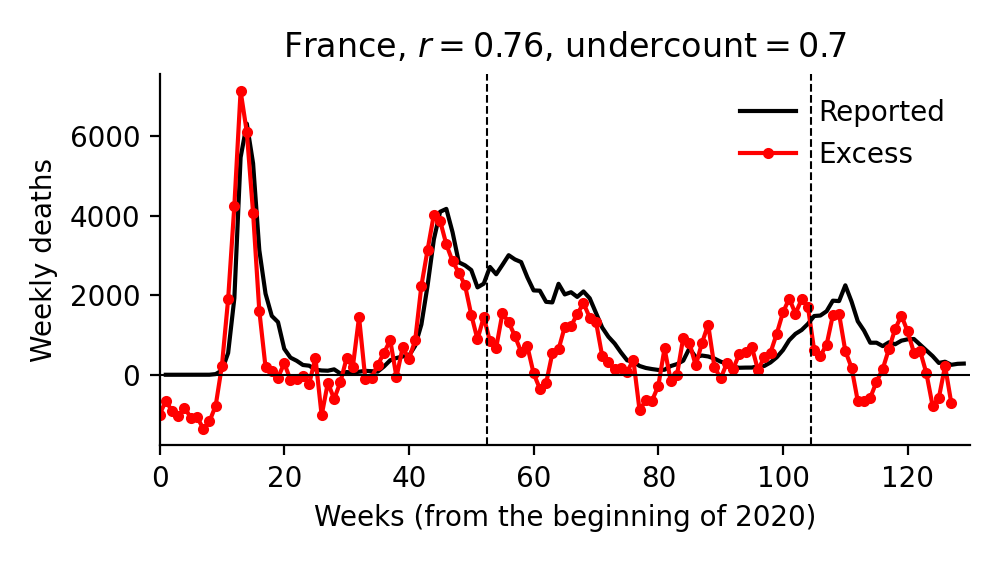 France, r = 0.76, undercount = 0.7
Reported
Excess
Weekly deaths
6000
4000
2000
0
0 20 40 60 80 100 120
Weeks (from the beginning of 2020)